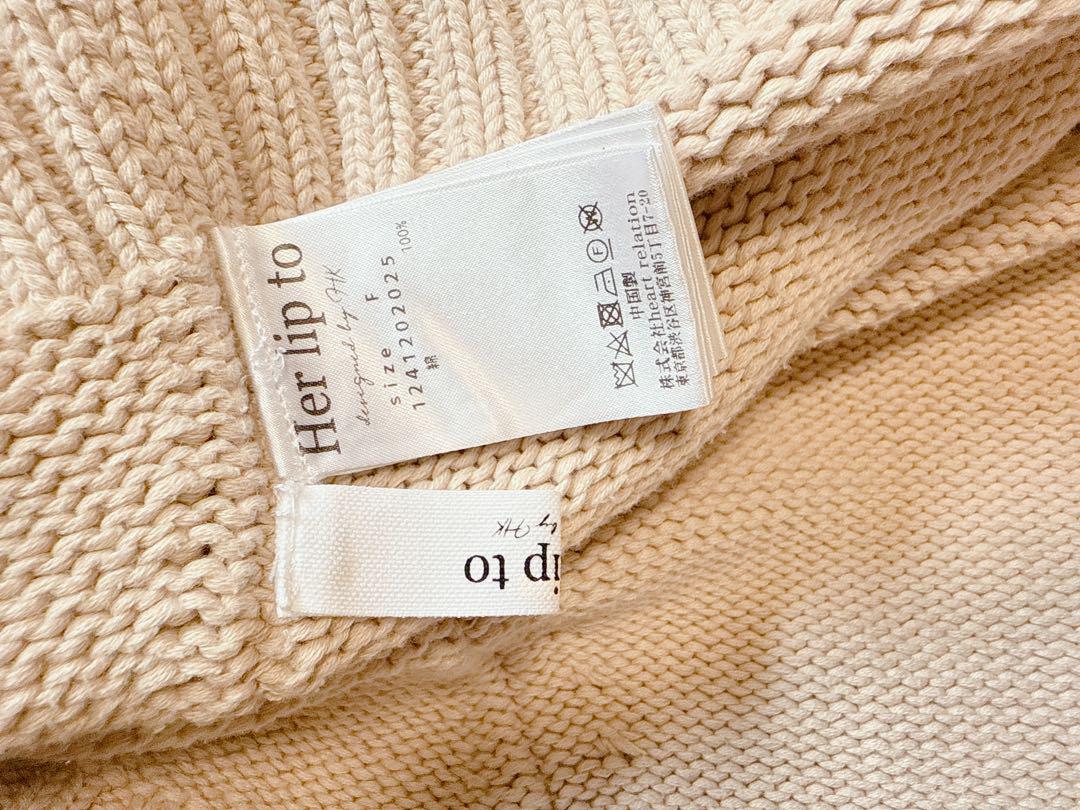 Her lip to
designed by HK
size F
1241202025
綿 100%
中国製
株式会社heart relation
東京都渋谷区神宮前5丁目7-20
ip to
by HK